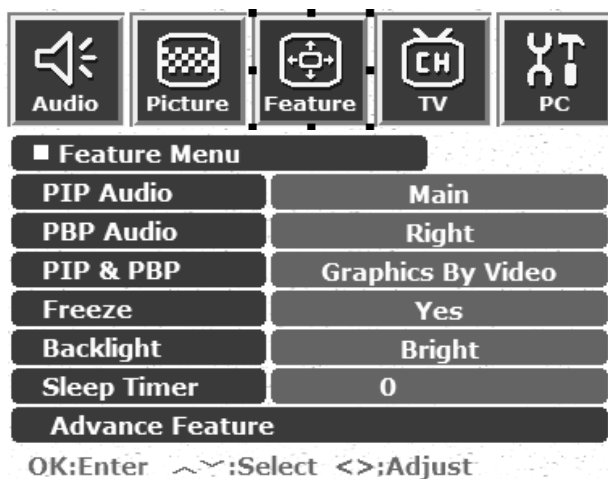 Audio Picture Feature TV PC
CH
Feature Menu
PIP Audio Main
PBP Audio Right
PIP & PBP Graphics By Video
Freeze Yes
Backlight Bright
Sleep Timer 0
Advance Feature
OK:Enter ︿﹀:Select <>;Adjust